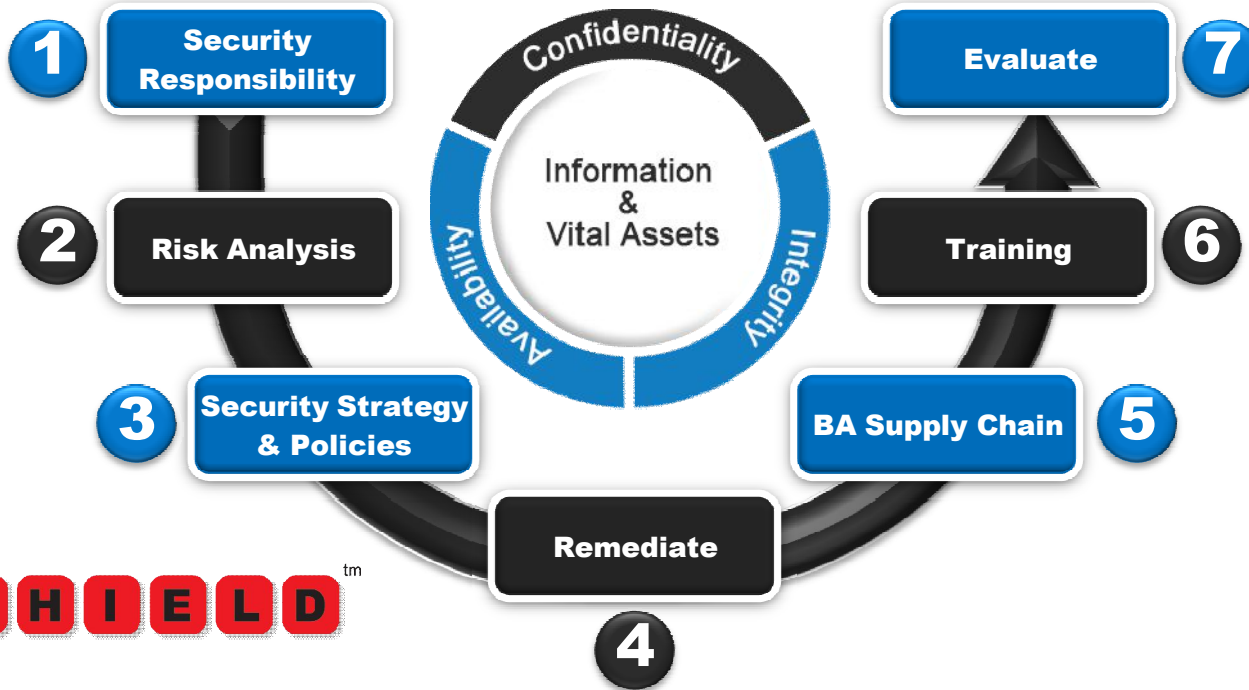 1
Security
Responsibility
2
Risk Analysis
3
Security Strategy
& Policies
4
Remediate
5
BA Supply Chain
6
Training
7
Evaluate
Confidentiality
Integrity
Availability
Information
&
Vital Assets
HIELD tm